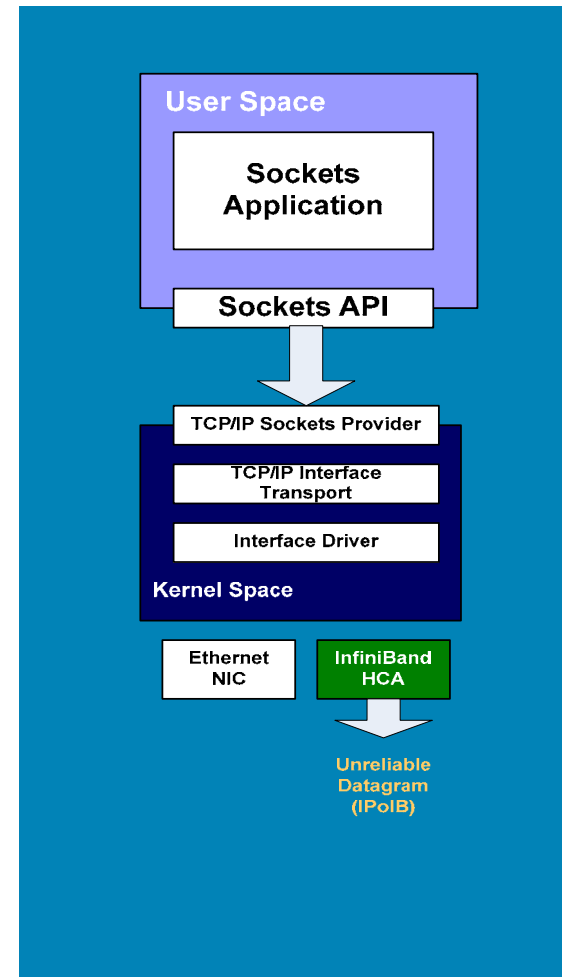 User Space
Sockets
Application
Sockets API
TCP/IP Sockets Provider
TCP/IP Interface
Transport
Interface Driver
Kernel Space
Ethernet
NIC
InfiniBand
HCA
Unreliable
Datagram
(IPoIB)